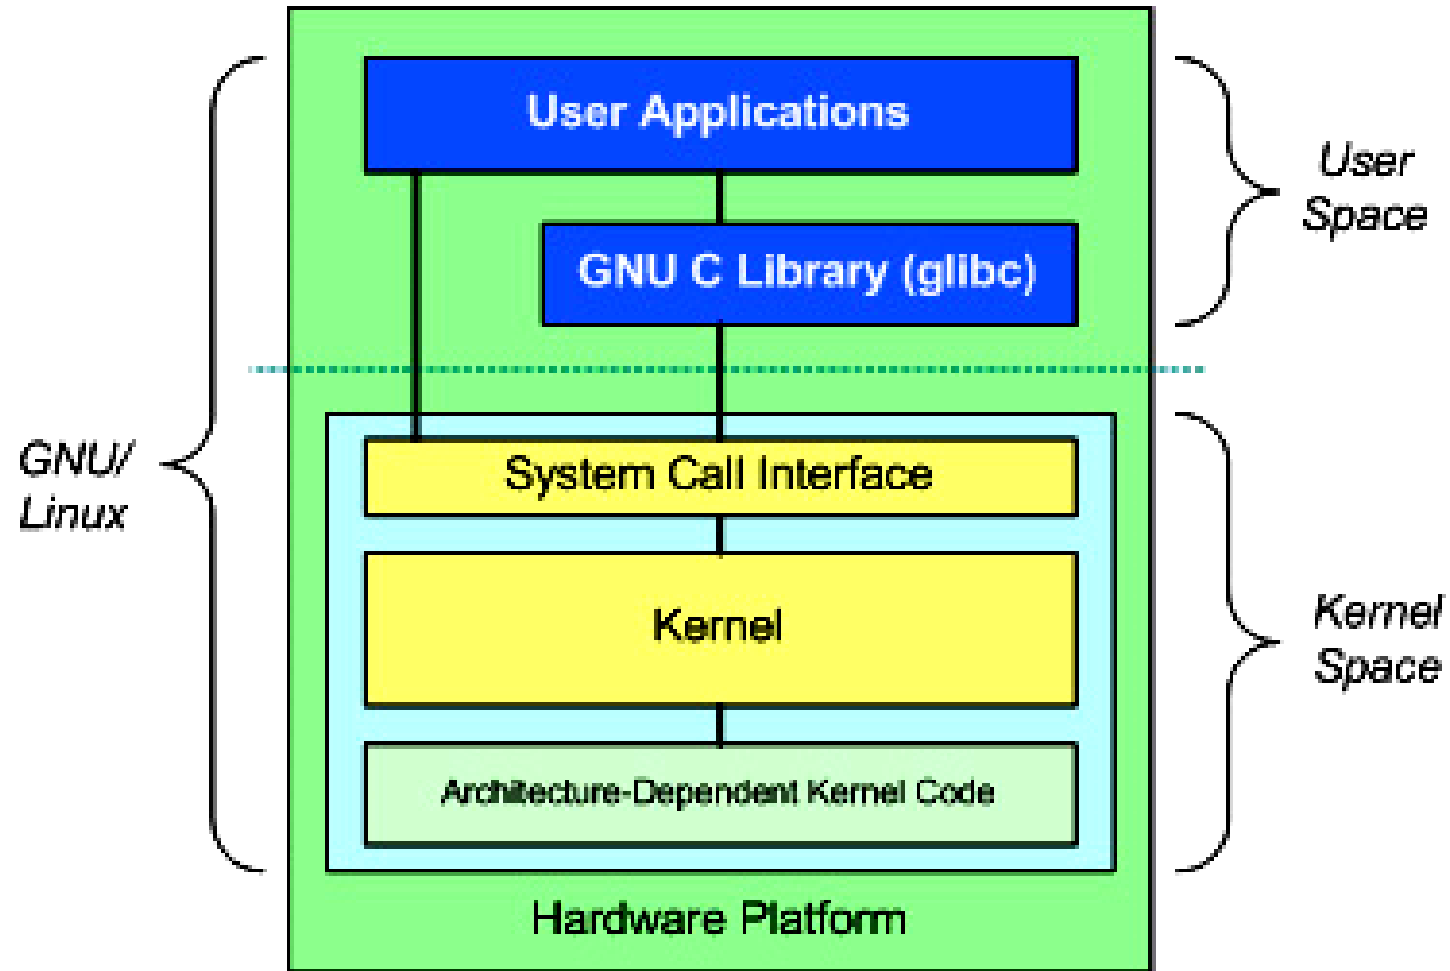 User Applications
User
Space
GNU C Library (glibc)
GNU/
Linux
System Call Interface
Kernel
Kernel
Space
Architecture-Dependent Kernel Code
Hardware Platform